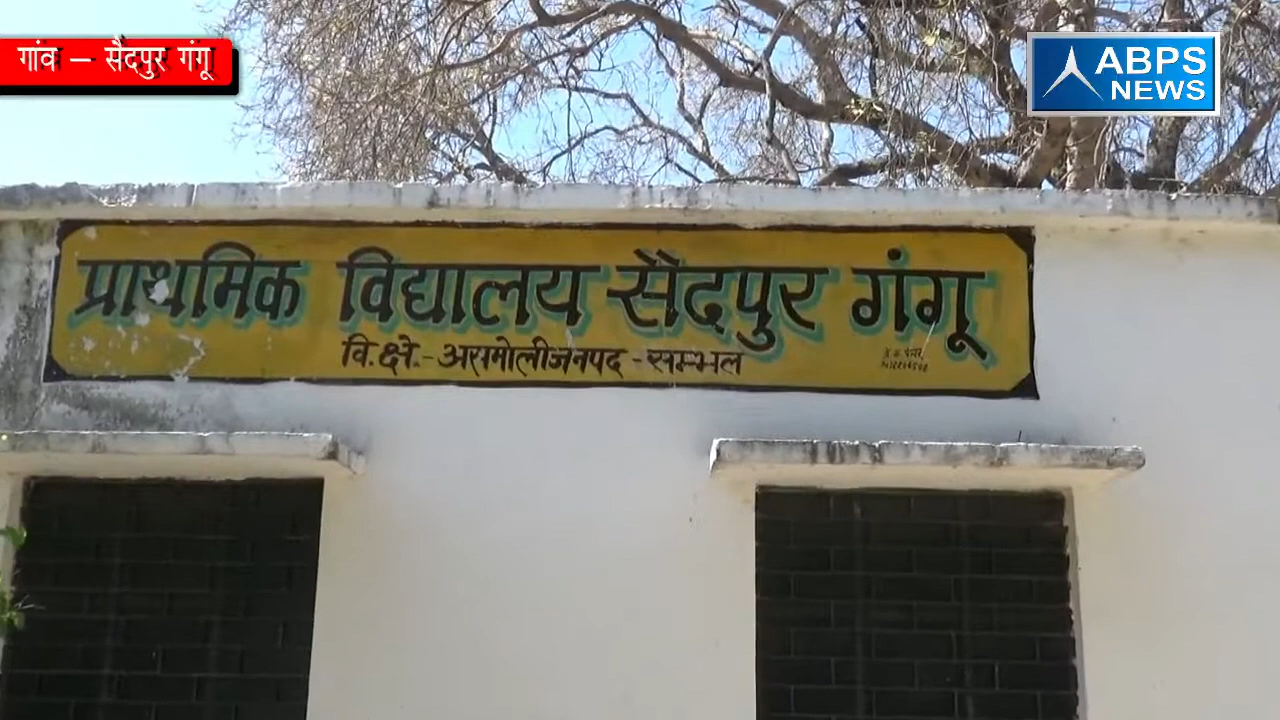 गांव – सैदपुर गंगू
ABPS
NEWS
प्राथमिक विद्यालय सैदपुर गंगू
वि.क्षे.-असमोली जनपद - सम्भल